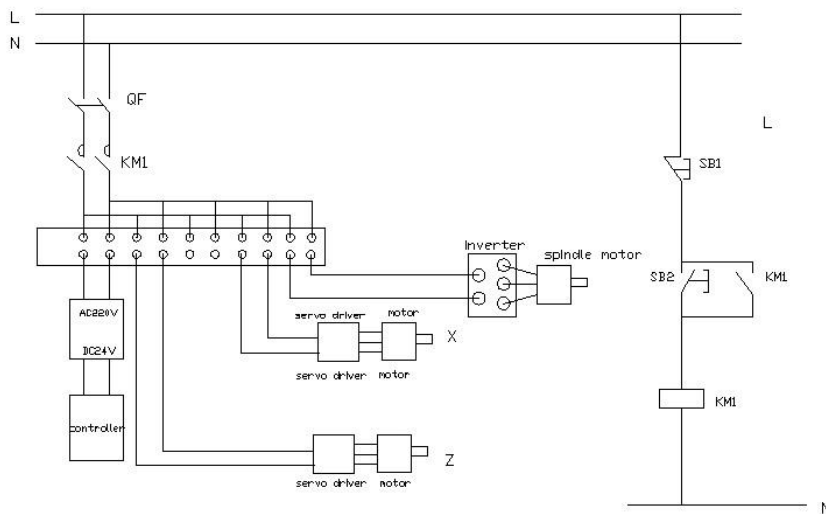 L
N
QF
L
KM1
SB1
Inverter
spindle motor
SB2
KM1
AC220V
servo driver
motor
X
DC24V
servo driver
motor
KM1
controller
Z
servo driver
motor
N